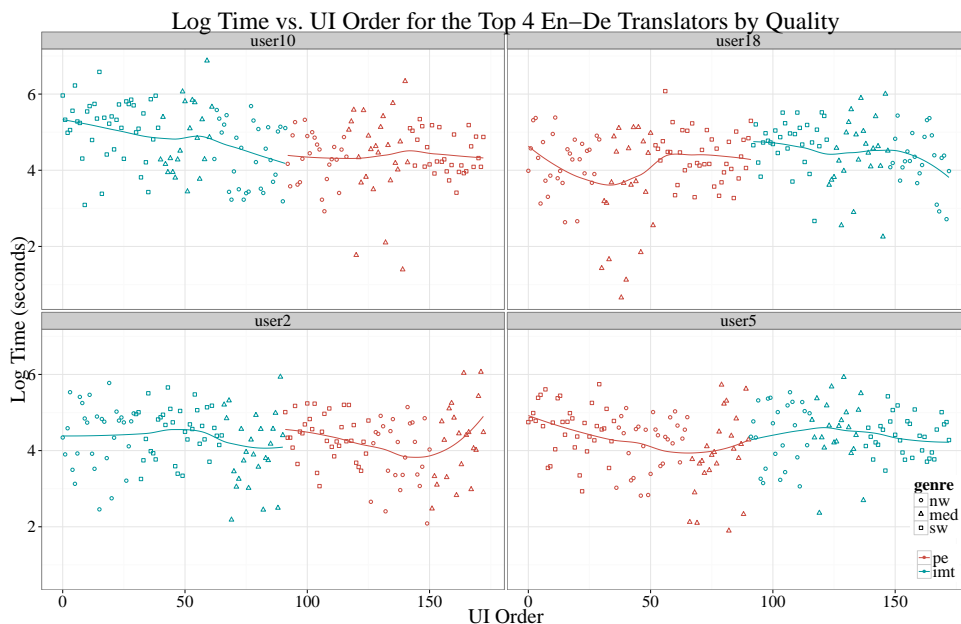 Log Time vs. UI Order for the Top 4 En−De Translators by Quality
user10
user18
6
4
2
user2
user5
6
4
2
Log Time (seconds)
genre
nw
med
sw
pe
imt
0
50
100
150
0
50
100
150
UI Order